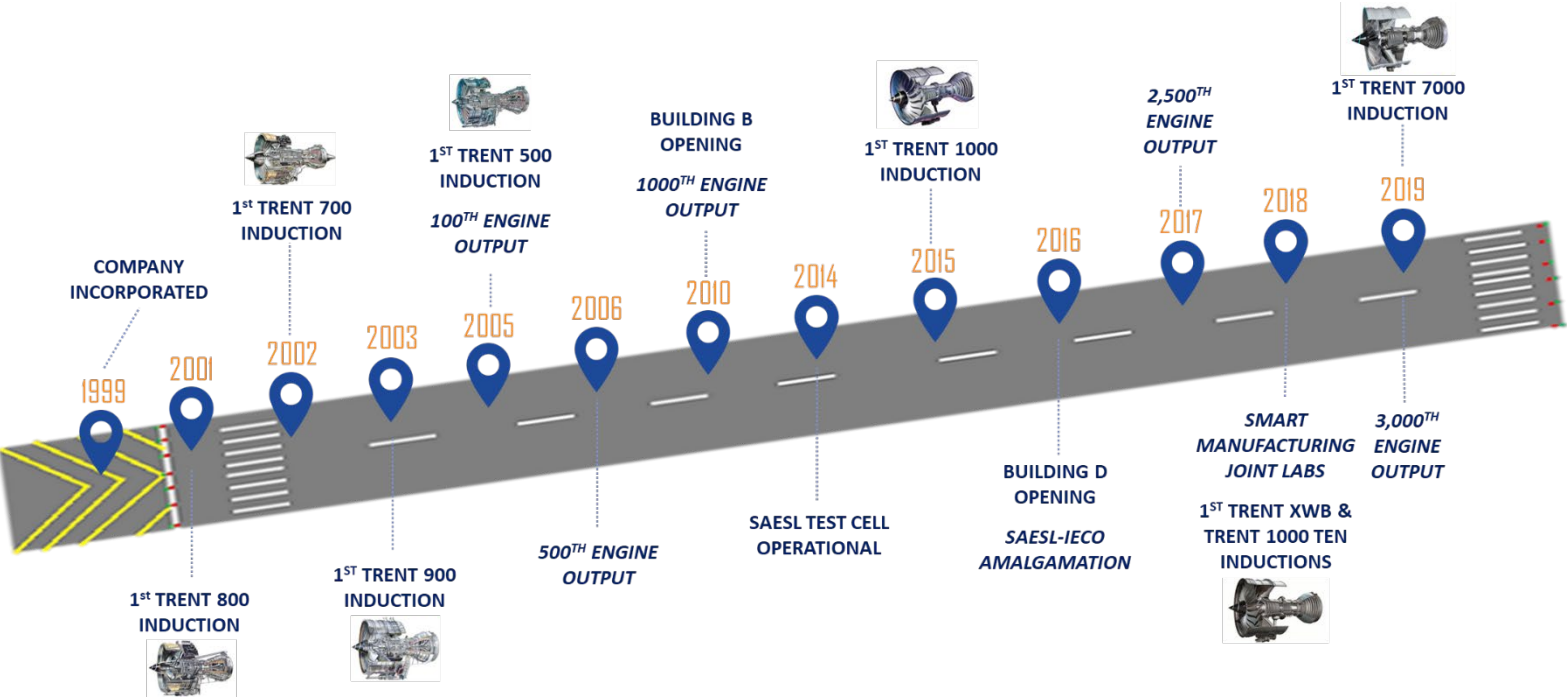 COMPANY
INCORPORATED
1999
2001
1st TRENT 800
INDUCTION
1st TRENT 700
INDUCTION
2002
2003
1ST TRENT 900
INDUCTION
1ST TRENT 500
INDUCTION
100TH ENGINE
OUTPUT
2005
2006
500TH ENGINE
OUTPUT
BUILDING B
OPENING
1000TH ENGINE
OUTPUT
2010
2014
SAESL TEST CELL
OPERATIONAL
1ST TRENT 1000
INDUCTION
2015
2016
BUILDING D
OPENING
SAESL-IECO
AMALGAMATION
2,500TH
ENGINE
OUTPUT
2017
2018
SMART
MANUFACTURING
JOINT LABS
1ST TRENT XWB &
TRENT 1000 TEN
INDUCTIONS
1ST TRENT 7000
INDUCTION
2019
3,000TH
ENGINE
OUTPUT